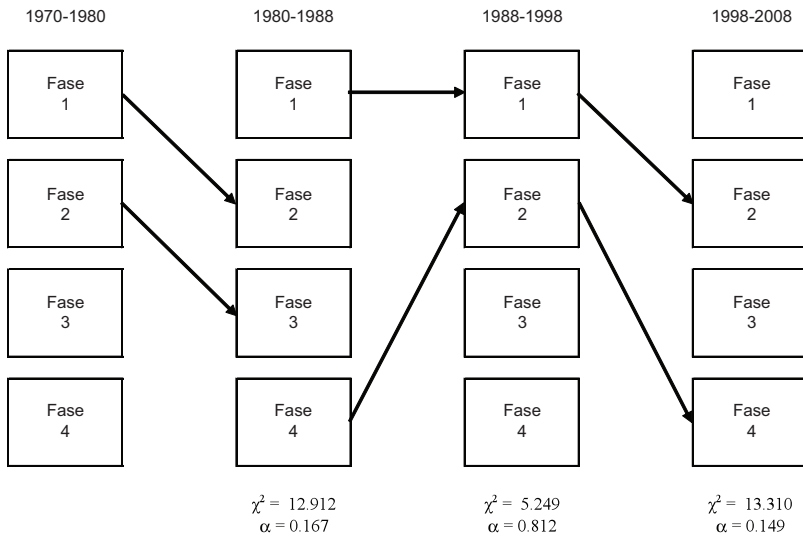 1970-1980 1980-1988 1988-1998 1998-2008
Fase Fase Fase Fase
1 1 1 1
Fase Fase Fase Fase
2 2 2 2
Fase Fase Fase Fase
3 3 3 3
Fase Fase Fase Fase
4 4 4 4
χ² = 12.912 χ² = 5.249 χ² = 13.310
α = 0.167 α = 0.812 α = 0.149